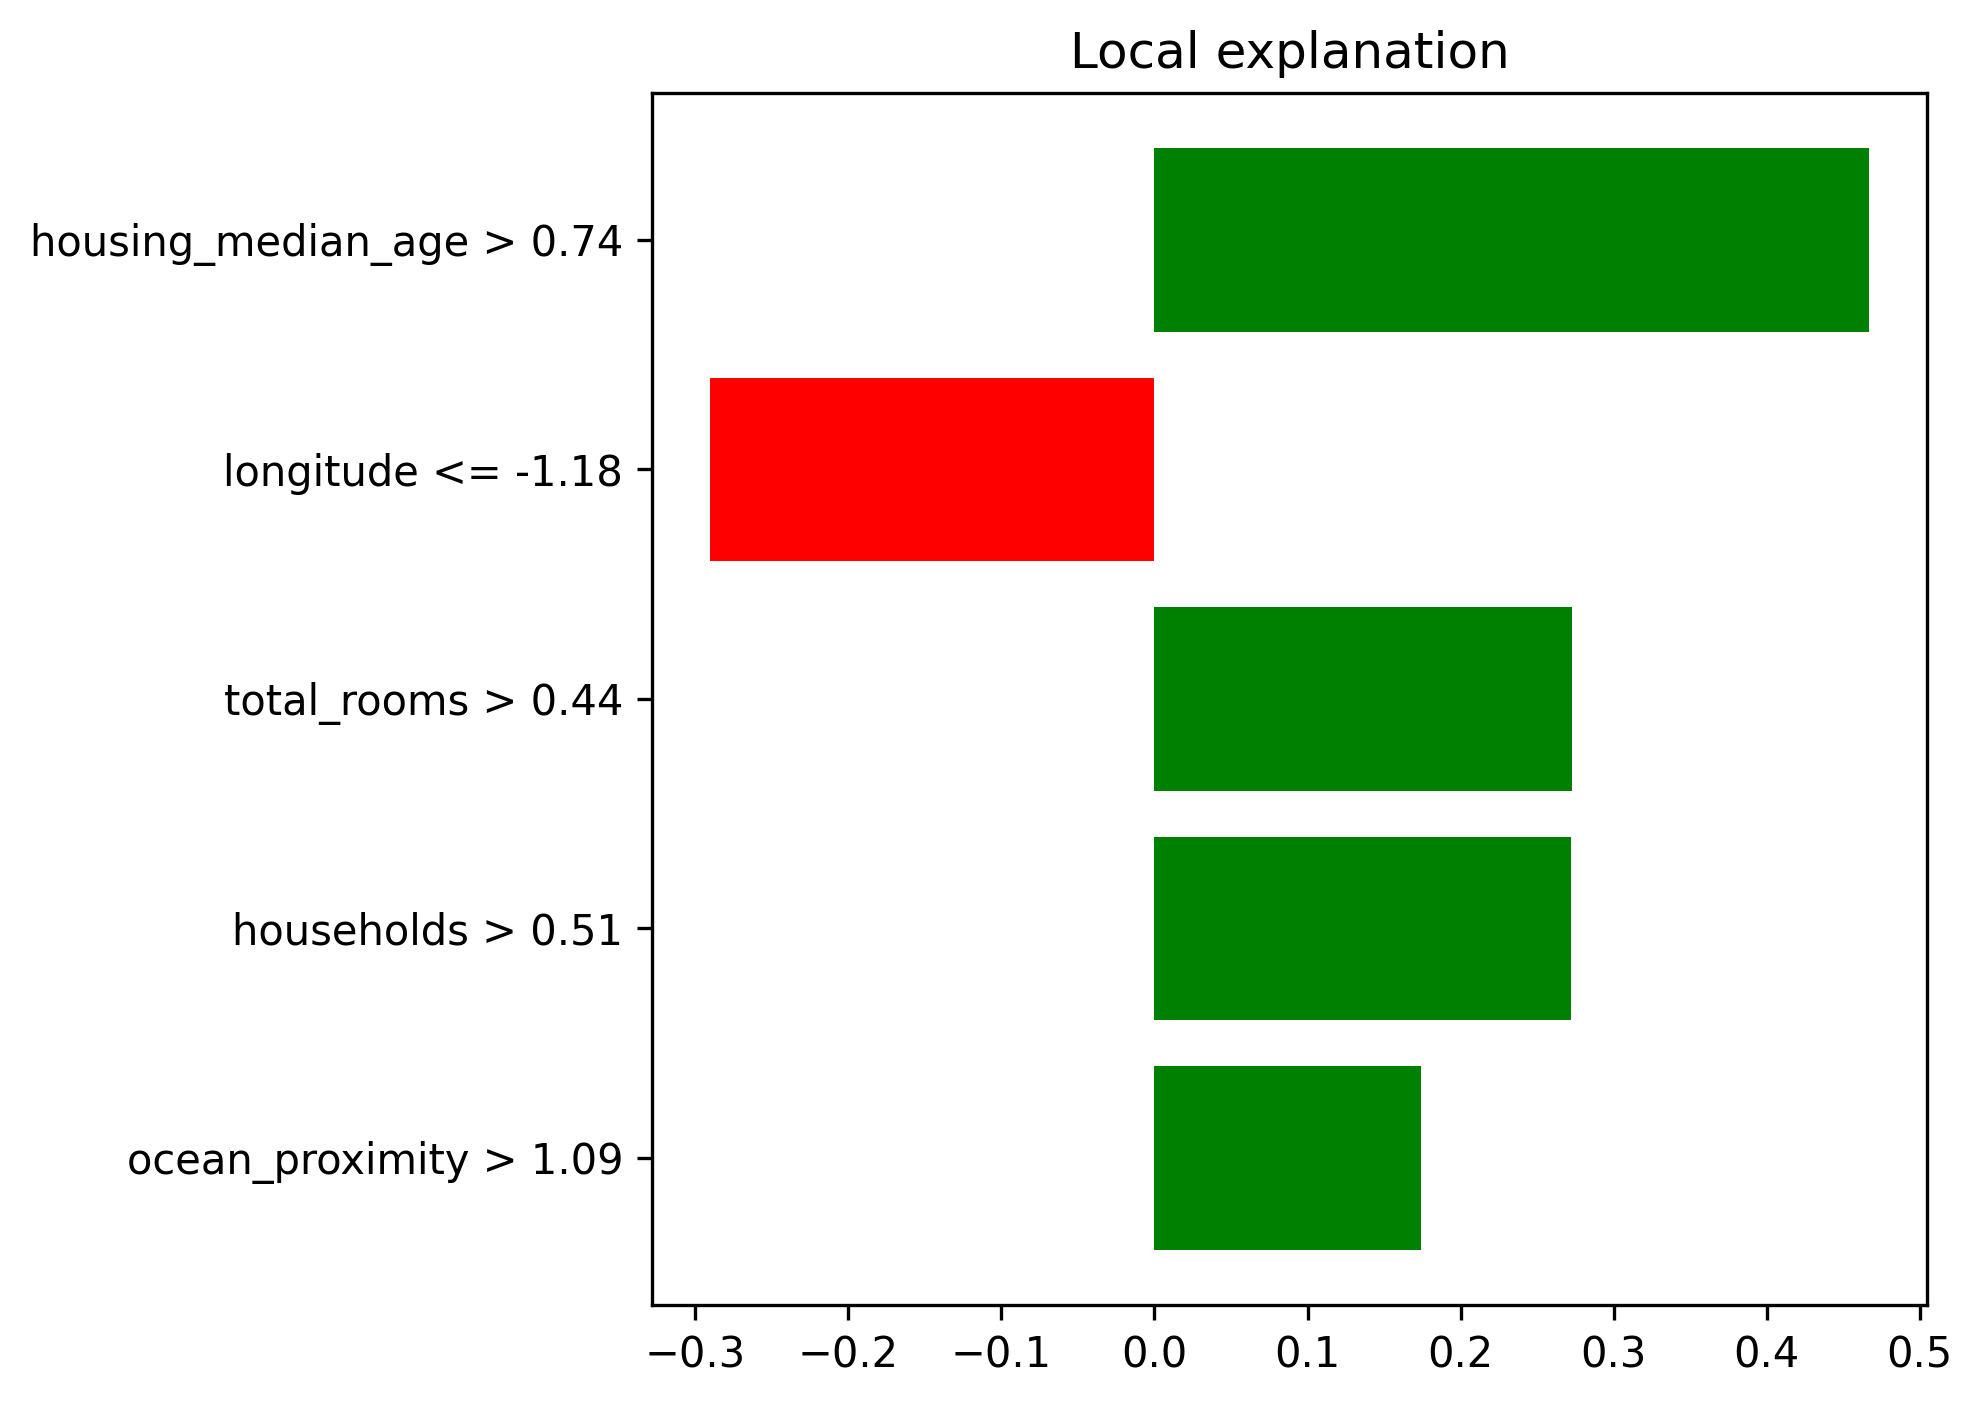 Local explanation
housing_median_age > 0.74
longitude <= -1.18
total_rooms > 0.44
households > 0.51
ocean_proximity > 1.09
−0.3 −0.2 −0.1 0.0 0.1 0.2 0.3 0.4 0.5